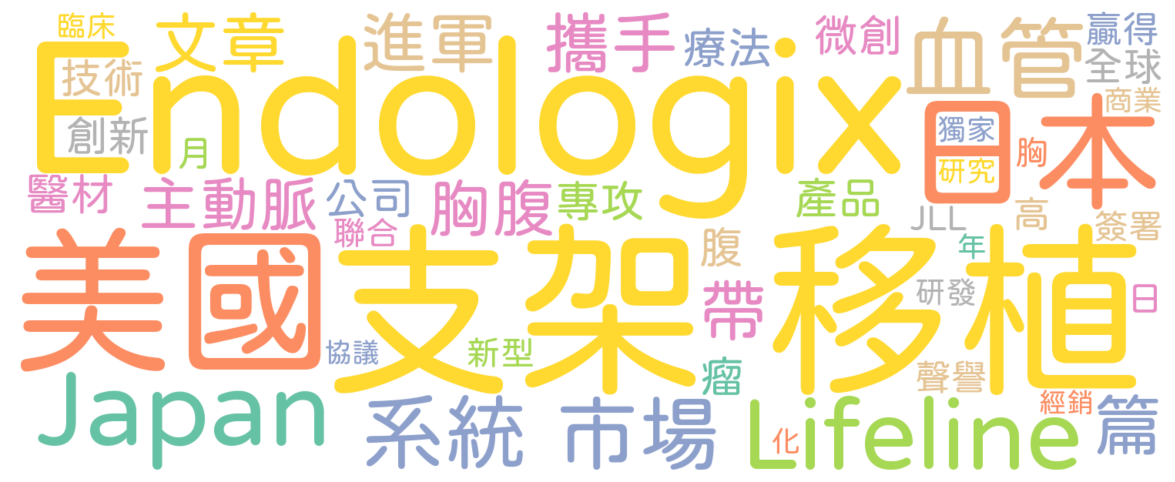 臨床
文章
進軍
攜手
療法
微創
血管
贏得
全球
Endologix
技術
商業
創新
月
日本
獨家
研究
胸
醫材
主動脈
公司
胸腹
專攻
產品
JLL
高
簽署
聯合
腹
年
美國
支架
移植
帶
研發
日
協議
新型
瘤
聲譽
Japan
系統
市場
Lifeline
經銷
篇
化